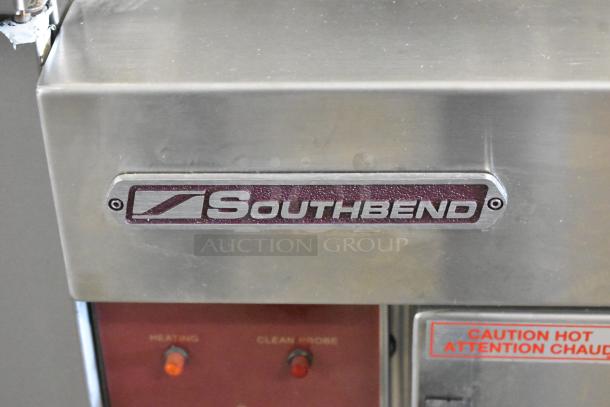 SOUTHBEND
AUCTION GROUP
HEATING
CLEAN PROBE
CAUTION HOT
ATTENTION CHAUD